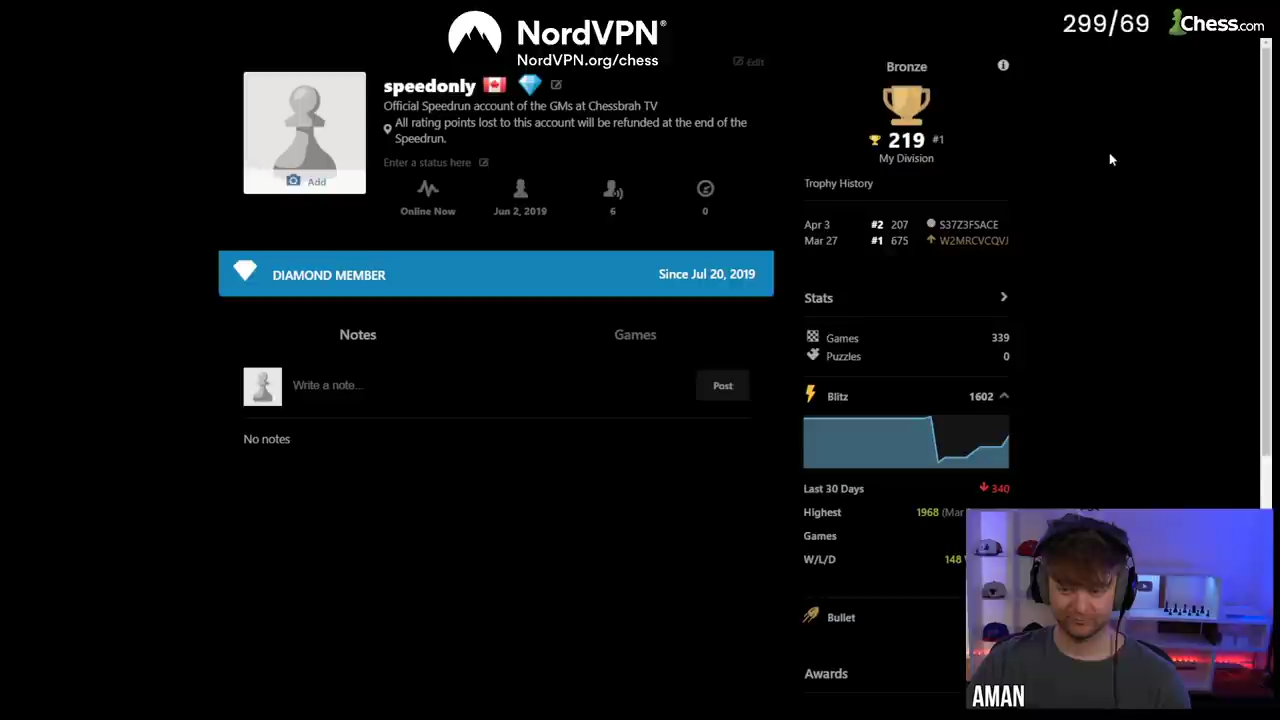 NordVPN®
NordVPN.org/chess
299/69
Chess.com
Edit
speedonly
Official Speedrun account of the GMs at Chessbrah TV
All rating points lost to this account will be refunded at the end of the
Speedrun.
Enter a status here
Add
Online Now
Jun 2, 2019
6
0
DIAMOND MEMBER
Since Jul 20, 2019
Notes
Games
Write a note...
Post
No notes
Bronze
219 #1
My Division
Trophy History
Apr 3 #2 207 S37Z3FSACE
Mar 27 #1 675 W2MRCVCQVJ
Stats
Games 339
Puzzles 0
Blitz 1602
Last 30 Days 340
Highest 1968 (Mar
Games
W/L/D 148
Bullet
Awards
AMAN